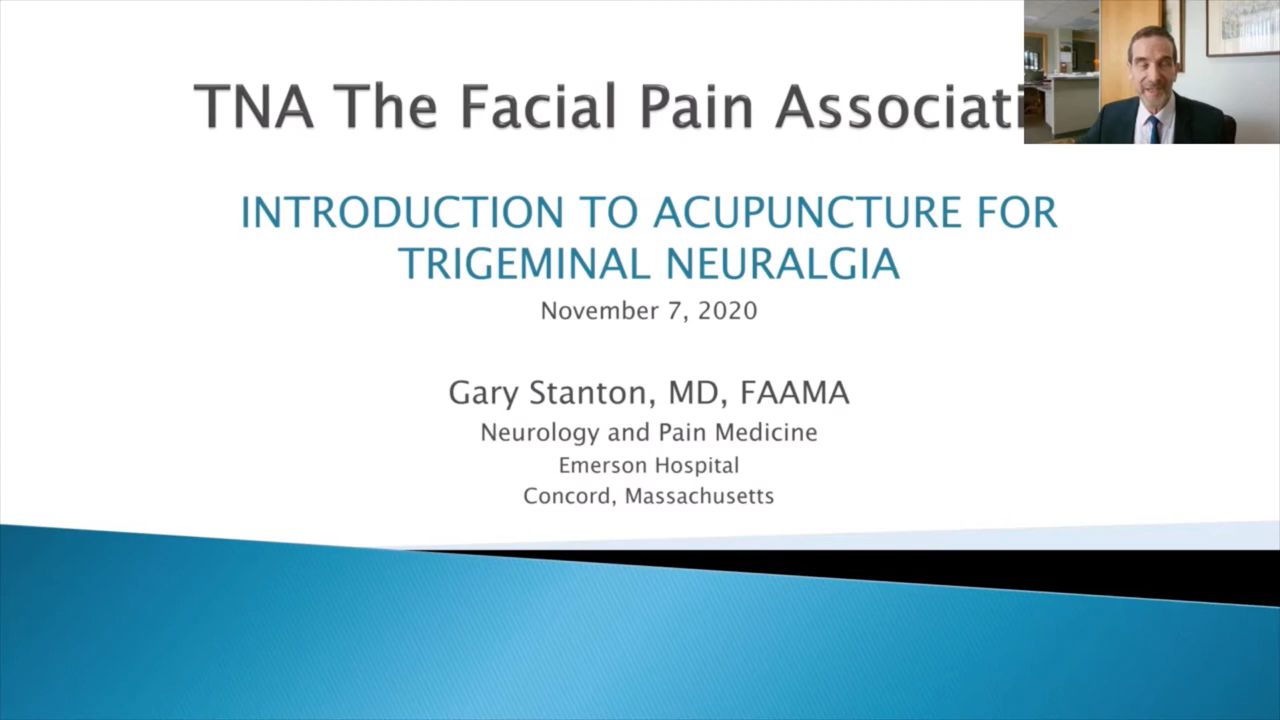 TNA The Facial Pain Associati
INTRODUCTION TO ACUPUNCTURE FOR
TRIGEMINAL NEURALGIA
November 7, 2020
Gary Stanton, MD, FAAMA
Neurology and Pain Medicine
Emerson Hospital
Concord, Massachusetts